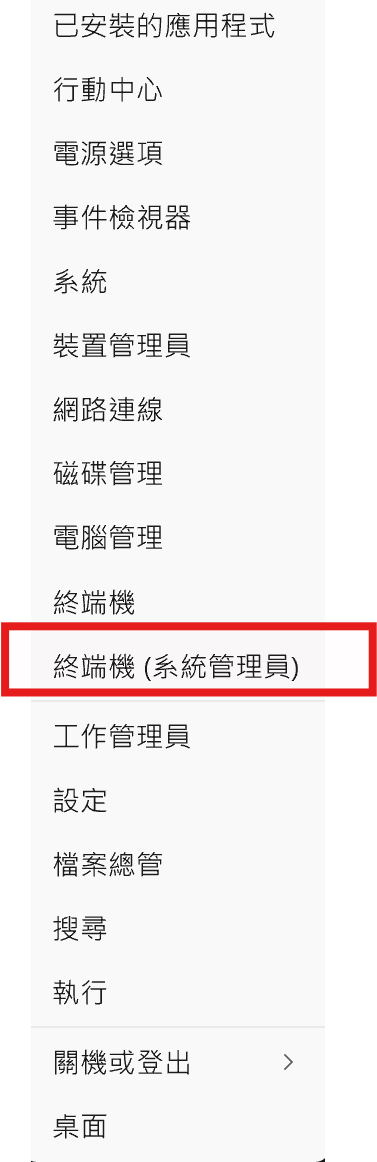 已安裝的應用程式
行動中心
電源選項
事件檢視器
系統
裝置管理員
網路連線
磁碟管理
電腦管理
終端機
終端機 (系統管理員)
工作管理員
設定
檔案總管
搜尋
執行
關機或登出
桌面